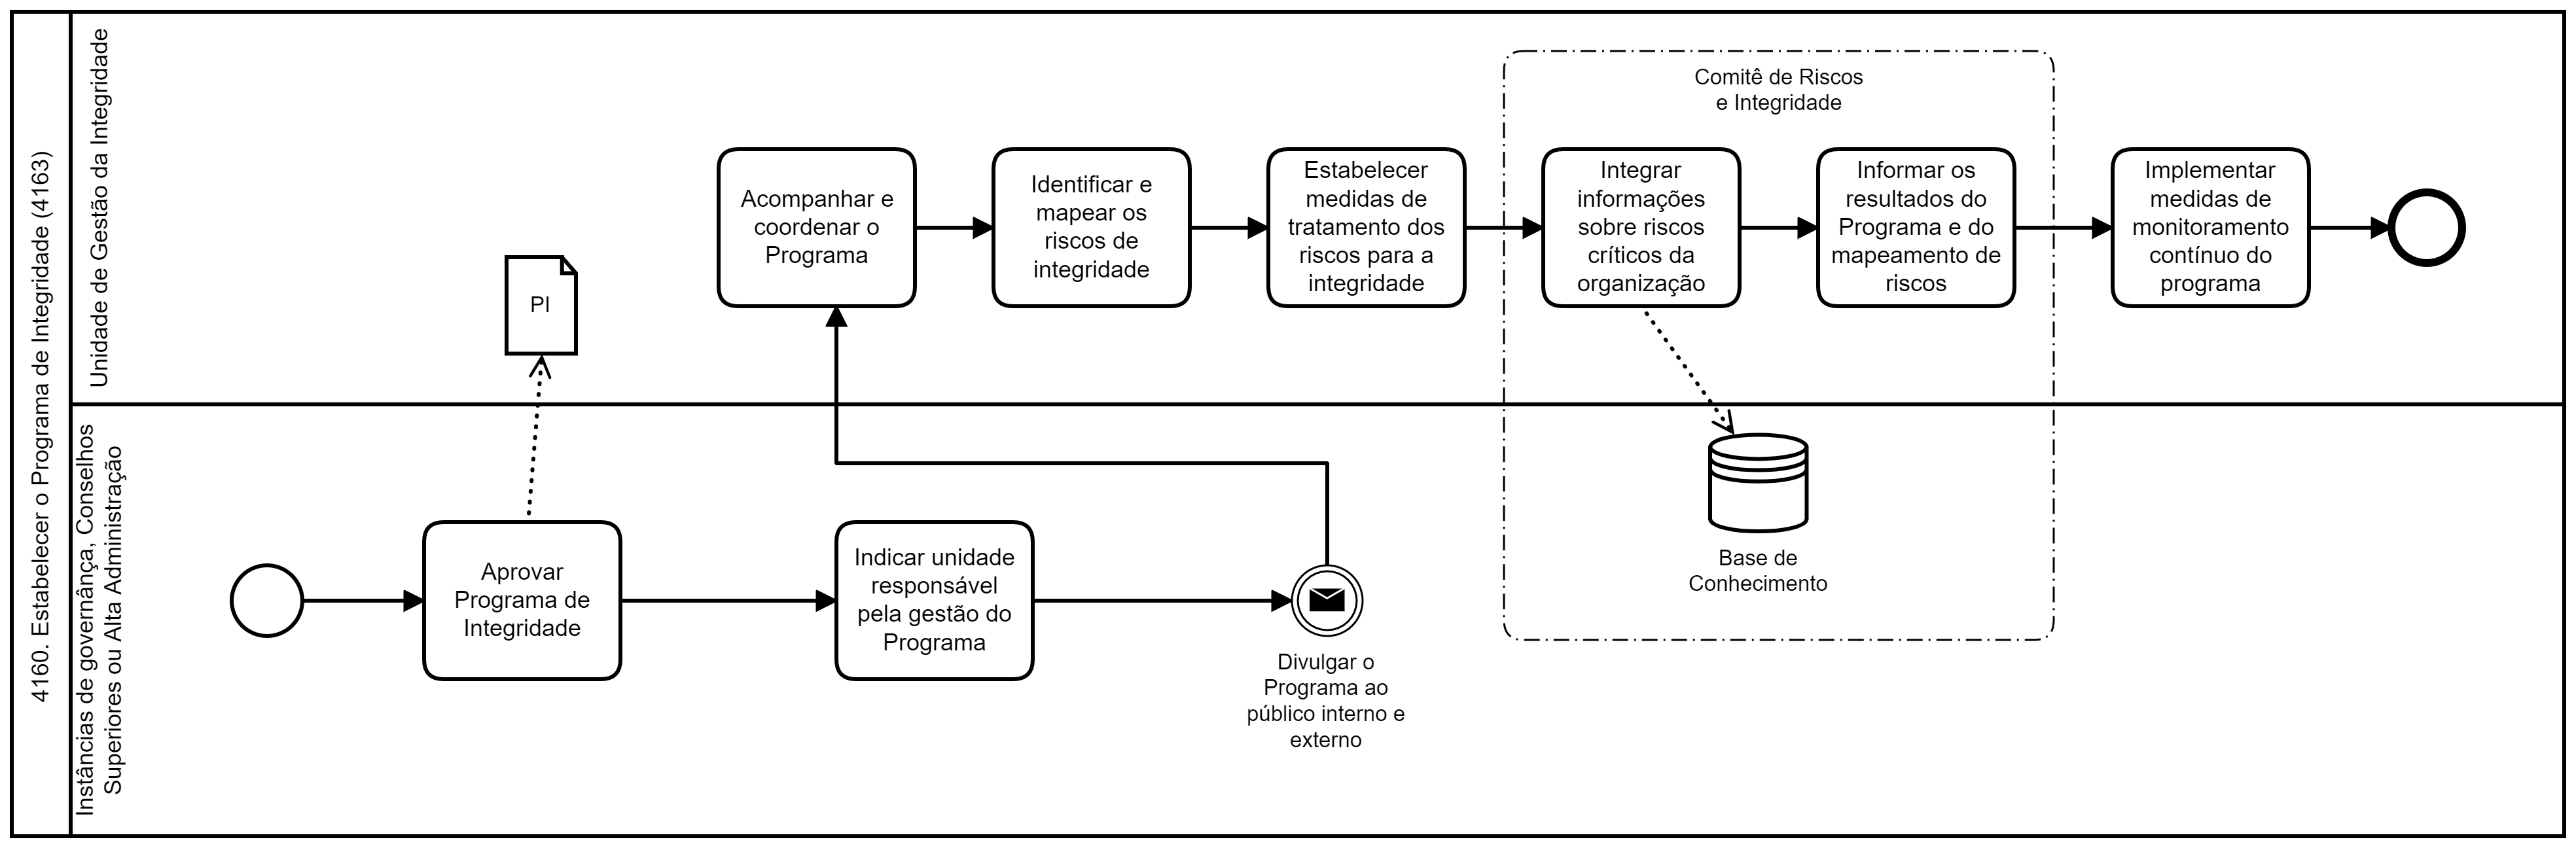 4160. Estabelecer o Programa de Integridade (4163)
Unidade de Gestão da Integridade
PI
Acompanhar e
coordenar o
Programa
Identificar e
mapear os
riscos de
integridade
Estabelecer
medidas de
tratamento dos
riscos para a
integridade
Comitê de Riscos
e Integridade
Integrar
informações
sobre riscos
críticos da
organização
Informar os
resultados do
Programa e do
mapeamento de
riscos
Implementar
medidas de
monitoramento
contínuo do
programa
Instâncias de governânça, Conselhos
Superiores ou Alta Administração
Aprovar
Programa de
Integridade
Indicar unidade
responsável
pela gestão do
Programa
Divulgar o
Programa ao
público interno e
externo
Base de
Conhecimento